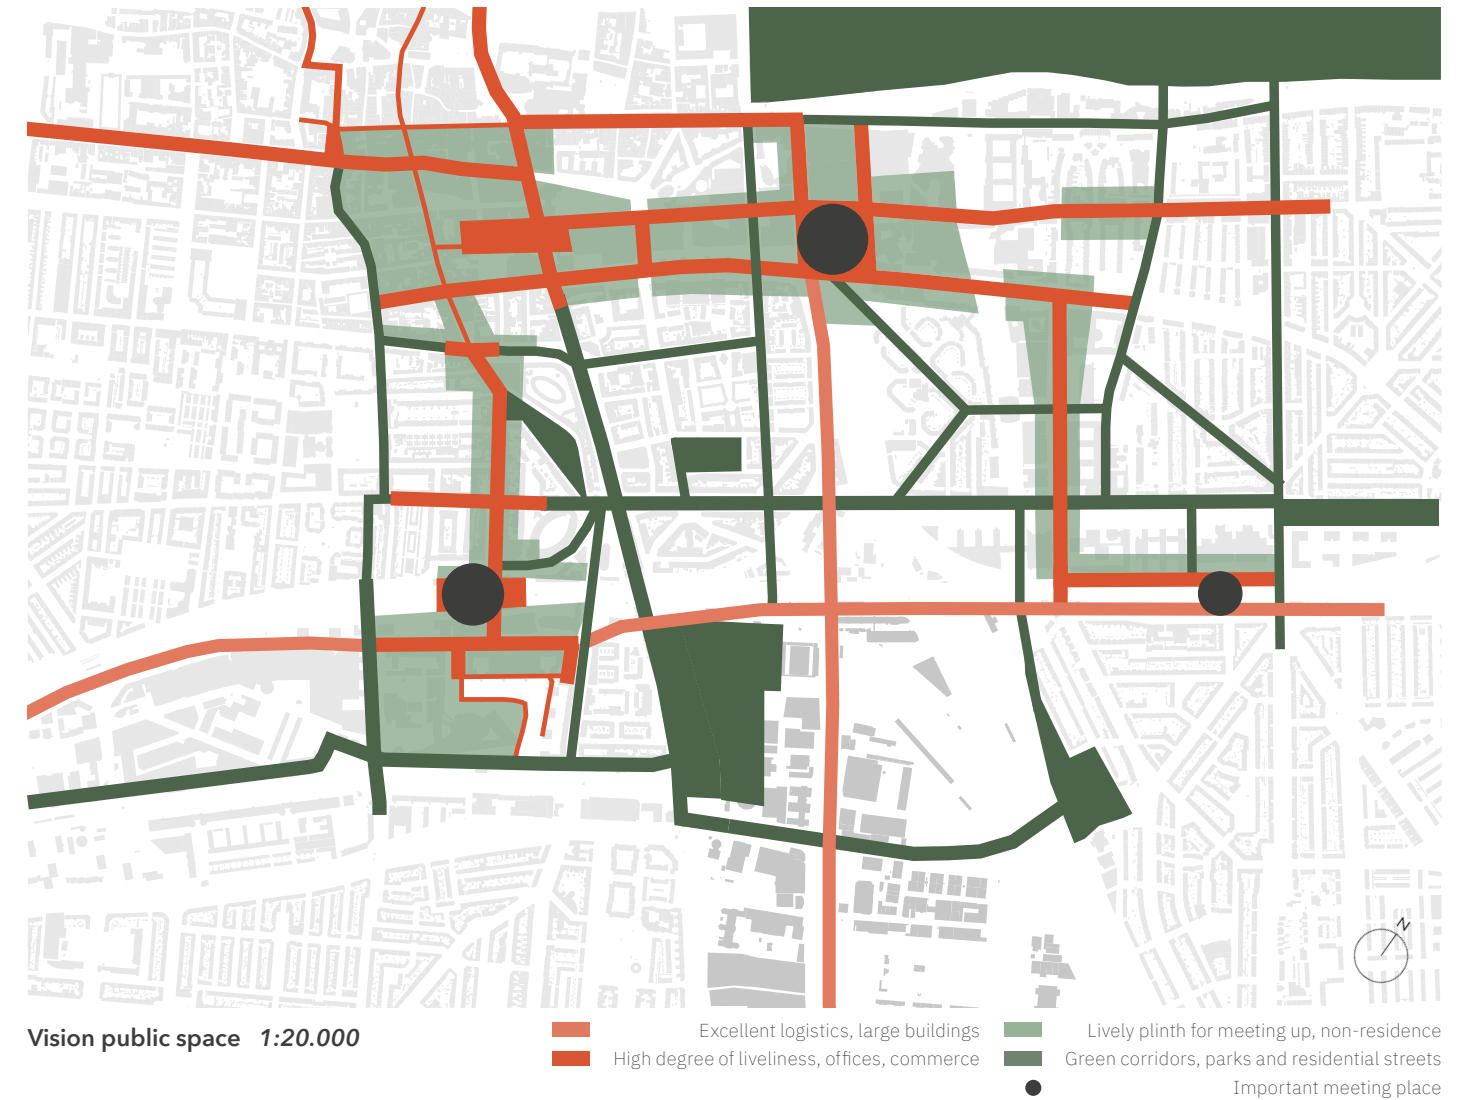 N
Vision public space 1:20.000
Excellent logistics, large buildings
High degree of liveliness, offices, commerce
Lively plinth for meeting up, non-residence
Green corridors, parks and residential streets
Important meeting place